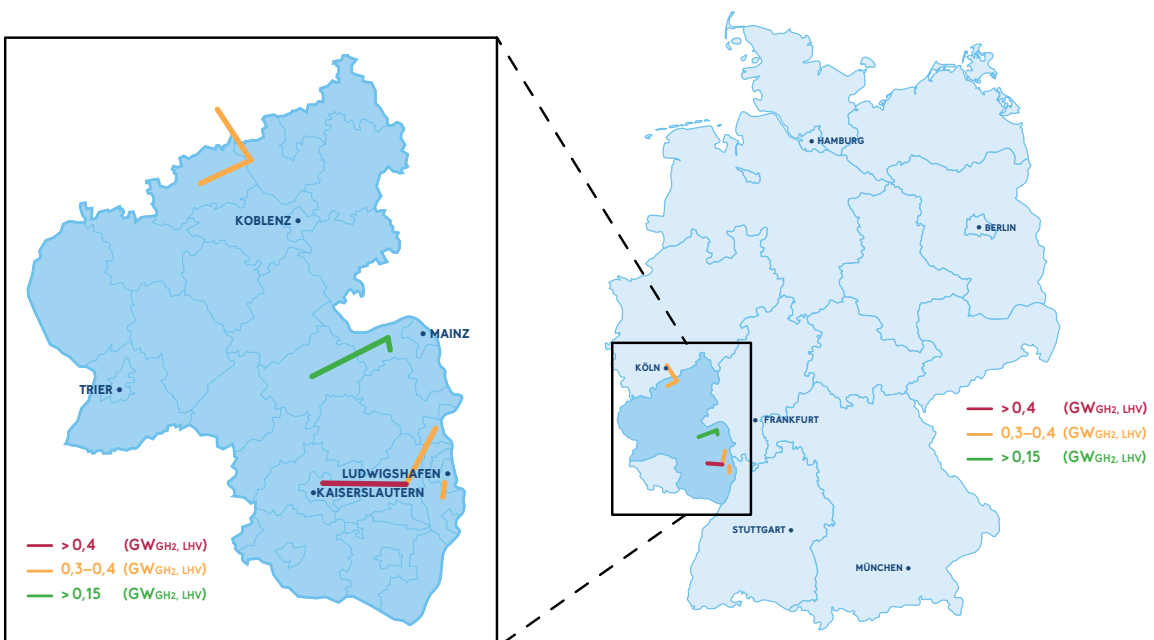 KOBLENZ
MAINZ
TRIER
LUDWIGSHAFEN
KAISERSLAUTERN
> 0,4 (GWGH2, LHV)
0,3–0,4 (GWGH2, LHV)
> 0,15 (GWGH2, LHV)
HAMBURG
BERLIN
KÖLN
FRANKFURT
STUTTGART
MÜNCHEN
> 0,4 (GWGH2, LHV)
0,3–0,4 (GWGH2, LHV)
> 0,15 (GWGH2, LHV)